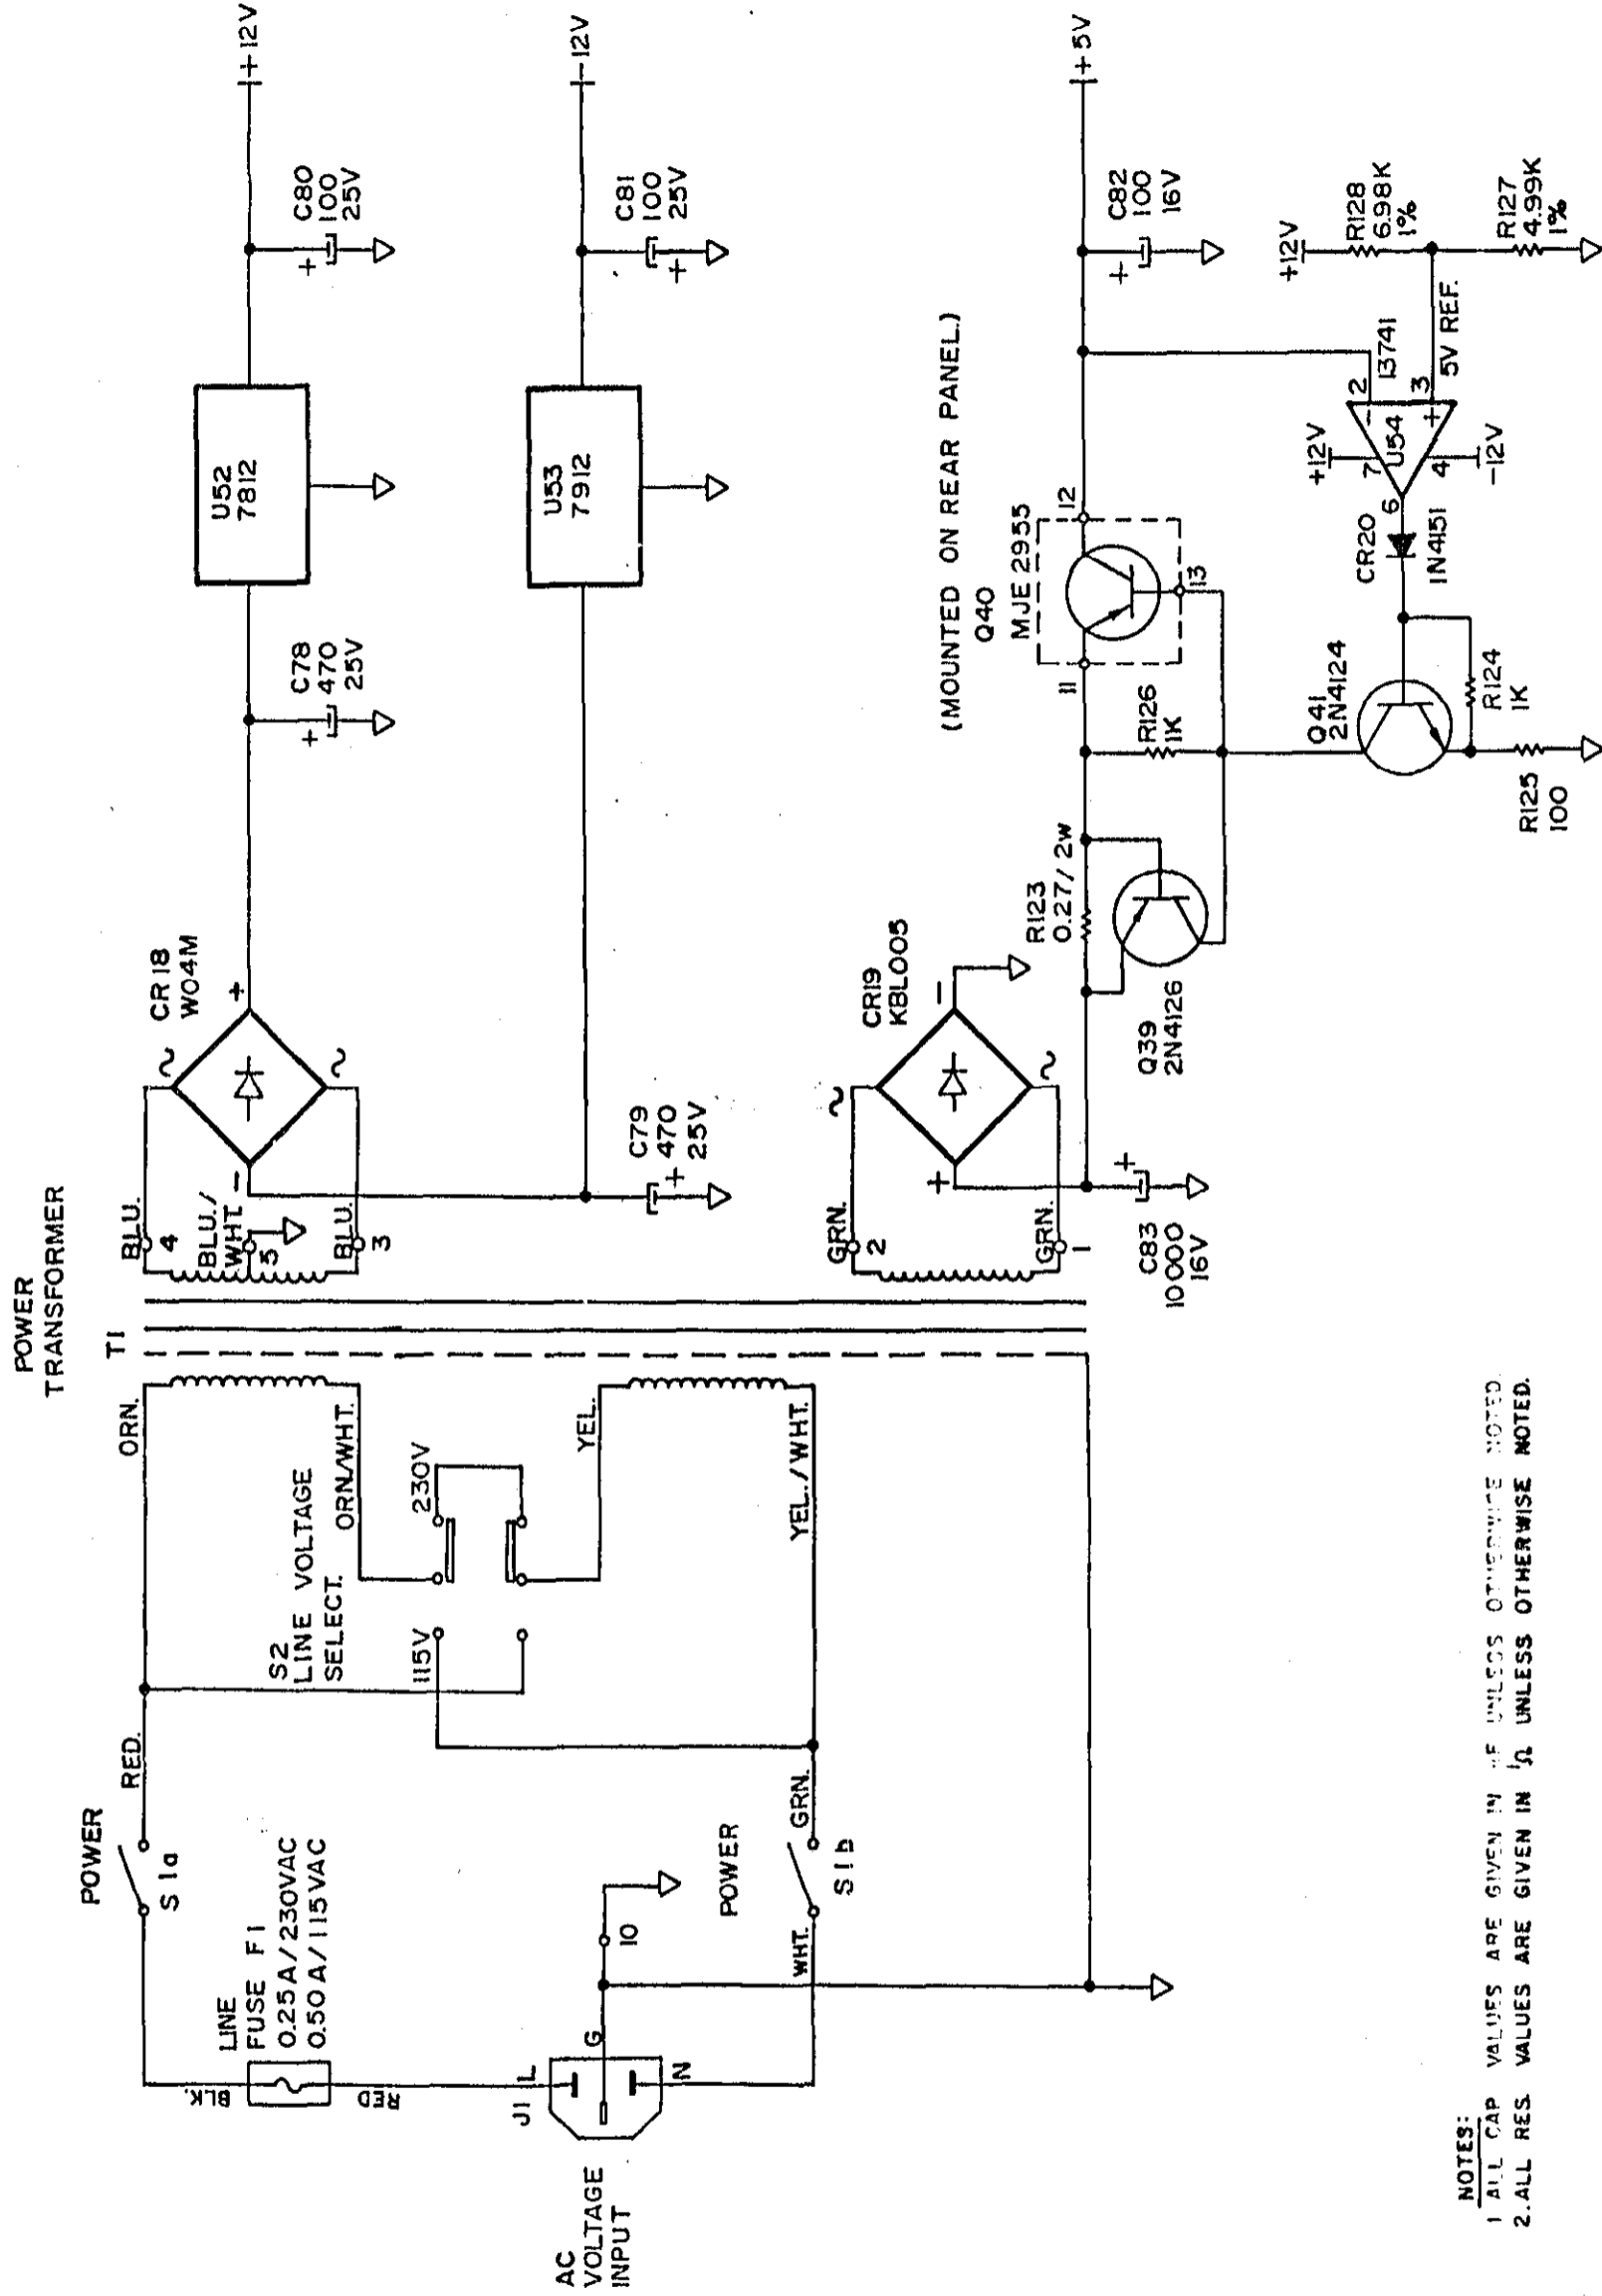 POWER
TRANSFORMER
T1
AC
VOLTAGE
INPUT
J1
L
G
N
RED
BLK.
LINE
FUSE F1
0.25A/230VAC
0.50A/115VAC
POWER
S1a
RED.
10
POWER
S1b
WHT.
GRN.
S2
LINE VOLTAGE
SELECT.
115V
230V
ORN.
ORN/WHT.
YEL.
YEL./WHT.
BLU.
4
BLU./
WHT.
5
BLU.
3
CR18
W04M
~
~
+
-
C78
470
25V
+
U52
7812
C80
100
25V
+
+12V
C79
470
25V
+
U53
7912
C81
100
25V
+
-12V
GRN.
2
GRN.
1
CR19
KBL005
~
~
+
-
C83
10000
16V
+
R123
0.27/2W
Q39
2N4126
R126
1K
(MOUNTED ON REAR PANEL.)
Q40
MJE 2955
11
12
13
C82
100
16V
+
+5V
Q41
2N4124
R124
1K
R125
100
CR20
1N4151
+12V
7
U54
6
4
-12V
2
-
13741
3
+
5V REF.
+12V
R128
6.98K
1%
R127
4.99K
1%
NOTES:
1 ALL CAP VALUES ARE GIVEN IN UNLESS OTHERWISE NOTED.
2. ALL RES. VALUES ARE GIVEN IN Ω UNLESS OTHERWISE NOTED.